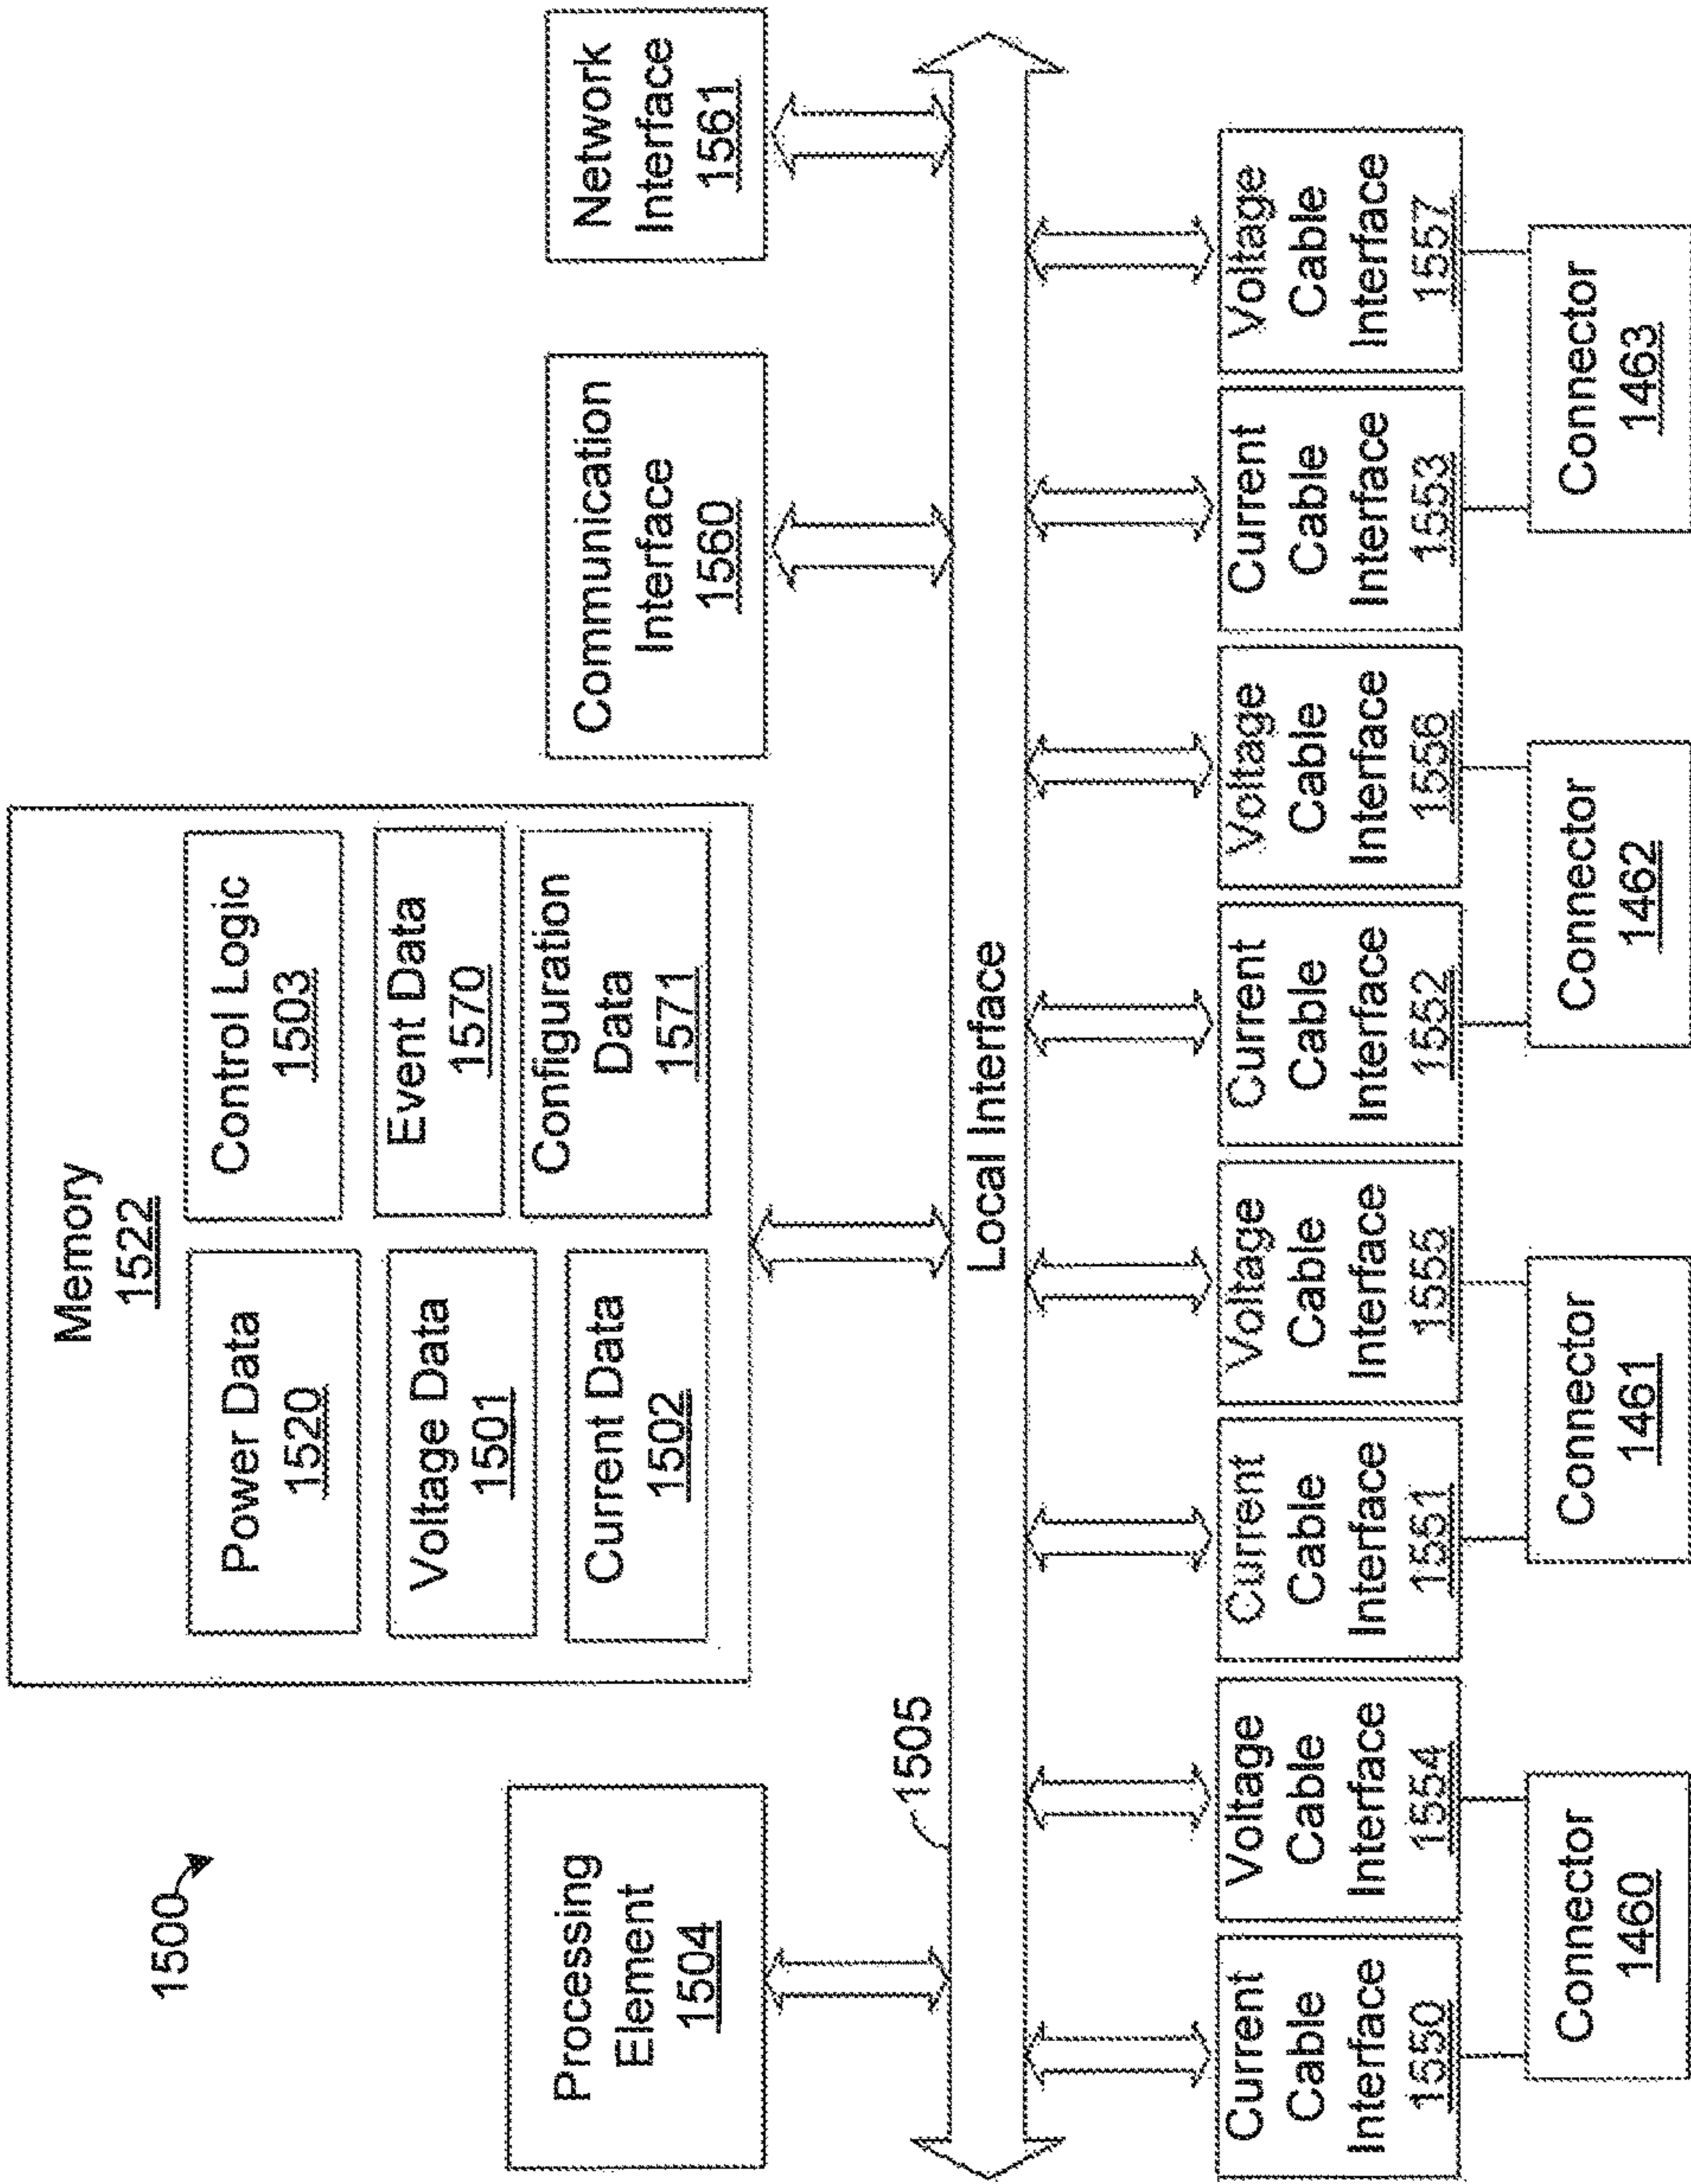 1500
Memory
1522
Power Data
1520
Control Logic
1503
Voltage Data
1501
Event Data
1570
Current Data
1502
Configuration
Data
1571
Processing
Element
1504
Communication
Interface
1560
Network
Interface
1561
1505
Local Interface
Current
Cable
Interface
1550
Voltage
Cable
Interface
1554
Current
Cable
Interface
1551
Voltage
Cable
Interface
1555
Current
Cable
Interface
1552
Voltage
Cable
Interface
1556
Current
Cable
Interface
1553
Voltage
Cable
Interface
1557
Connector
1460
Connector
1461
Connector
1462
Connector
1463